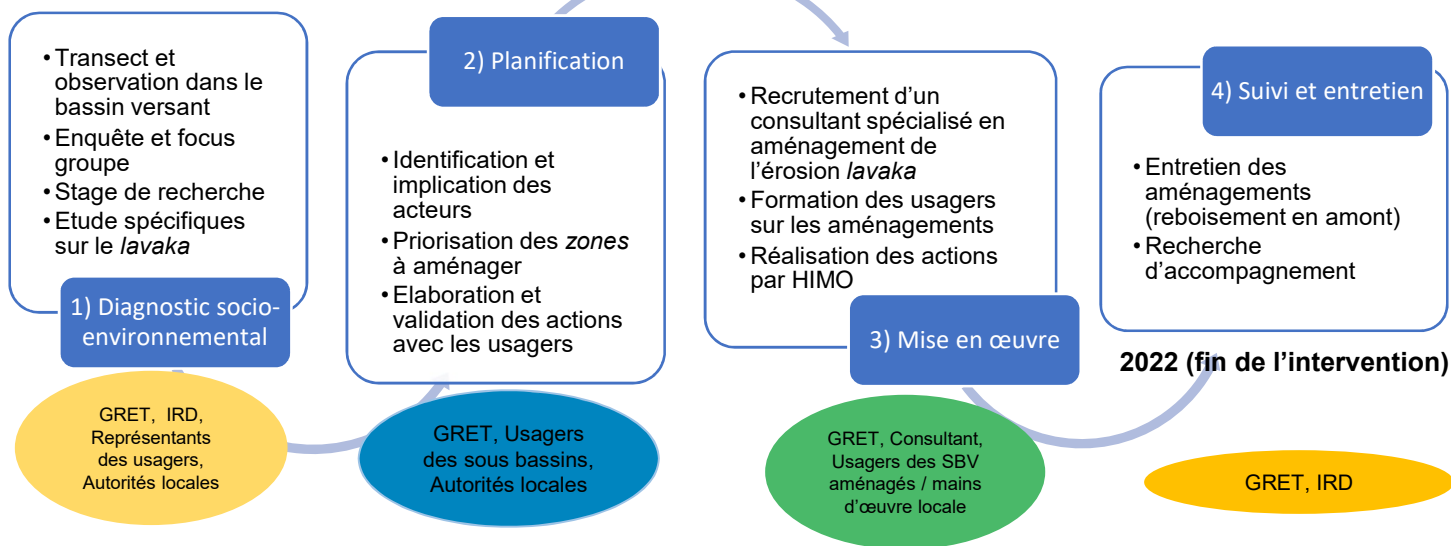 • Transect et
observation dans le
bassin versant
• Enquête et focus
groupe
• Stage de recherche
• Etude spécifiques
sur le lavaka
1) Diagnostic socio-
environnemental
GRET, IRD,
Représentants
des usagers,
Autorités locales
2) Planification
• Identification et
implication des
acteurs
• Priorisation des zones
à aménager
• Elaboration et
validation des actions
avec les usagers
GRET, Usagers
des sous bassins,
Autorités locales
• Recrutement d’un
consultant spécialisé en
aménagement de
l’érosion lavaka
• Formation des usagers
sur les aménagements
• Réalisation des actions
par HIMO
3) Mise en œuvre
GRET, Consultant,
Usagers des SBV
aménagés / mains
d’œuvre locale
4) Suivi et entretien
• Entretien des
aménagements
(reboisement en amont)
• Recherche
d’accompagnement
2022 (fin de l’intervention)
GRET, IRD